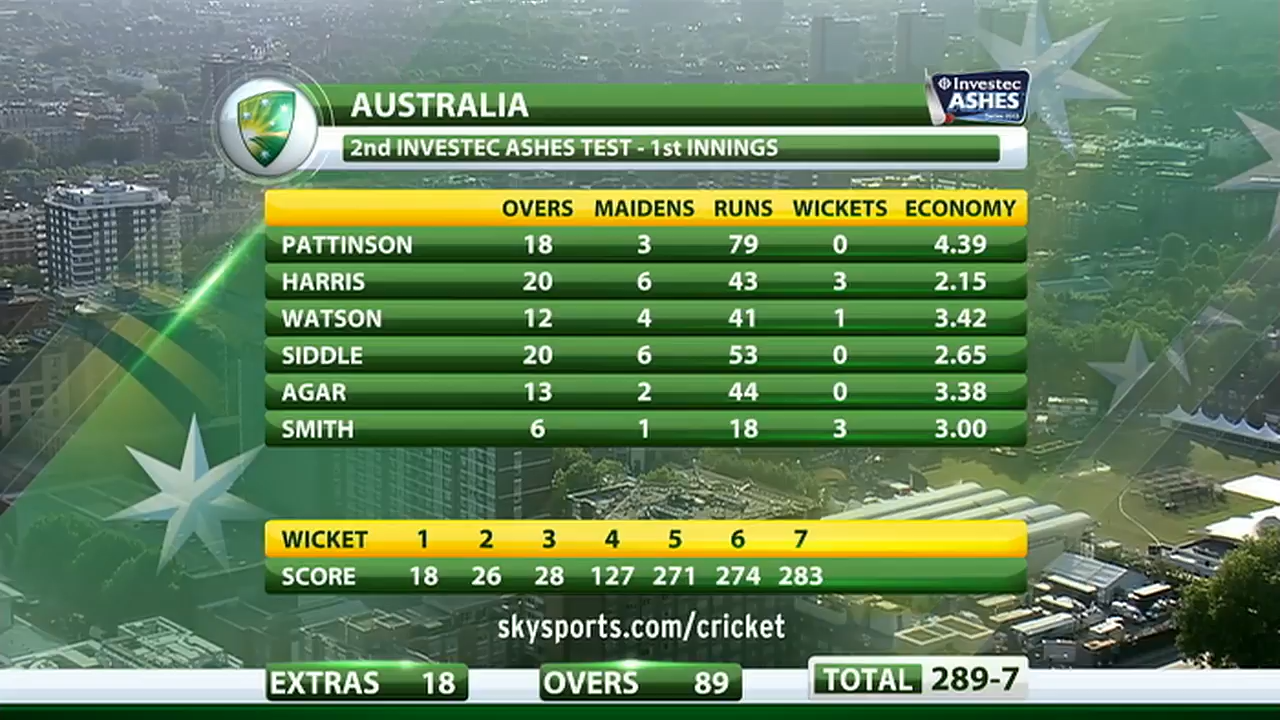 AUSTRALIA
Investec
ASHES
2nd INVESTEC ASHES TEST - 1st INNINGS
OVERS MAIDENS RUNS WICKETS ECONOMY
PATTINSON 18 3 79 0 4.39
HARRIS 20 6 43 3 2.15
WATSON 12 4 41 1 3.42
SIDDLE 20 6 53 0 2.65
AGAR 13 2 44 0 3.38
SMITH 6 1 18 3 3.00
WICKET 1 2 3 4 5 6 7
SCORE 18 26 28 127 271 274 283
skysports.com/cricket
EXTRAS 18 OVERS 89 TOTAL 289-7